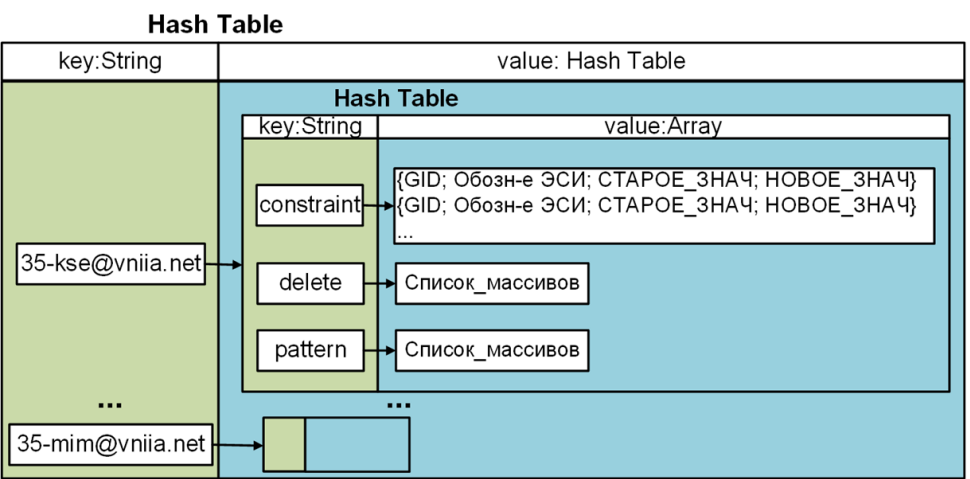 Hash Table
key:String
value: Hash Table
Hash Table
key:String
value:Array
constraint
{GID; Обозн-е ЭСИ; СТАРОЕ_ЗНАЧ; НОВОЕ_ЗНАЧ}
{GID; Обозн-е ЭСИ; СТАРОЕ_ЗНАЧ; НОВОЕ_ЗНАЧ}
...
35-kse@vniia.net
delete
Список_массивов
pattern
Список_массивов
...
...
35-mim@vniia.net